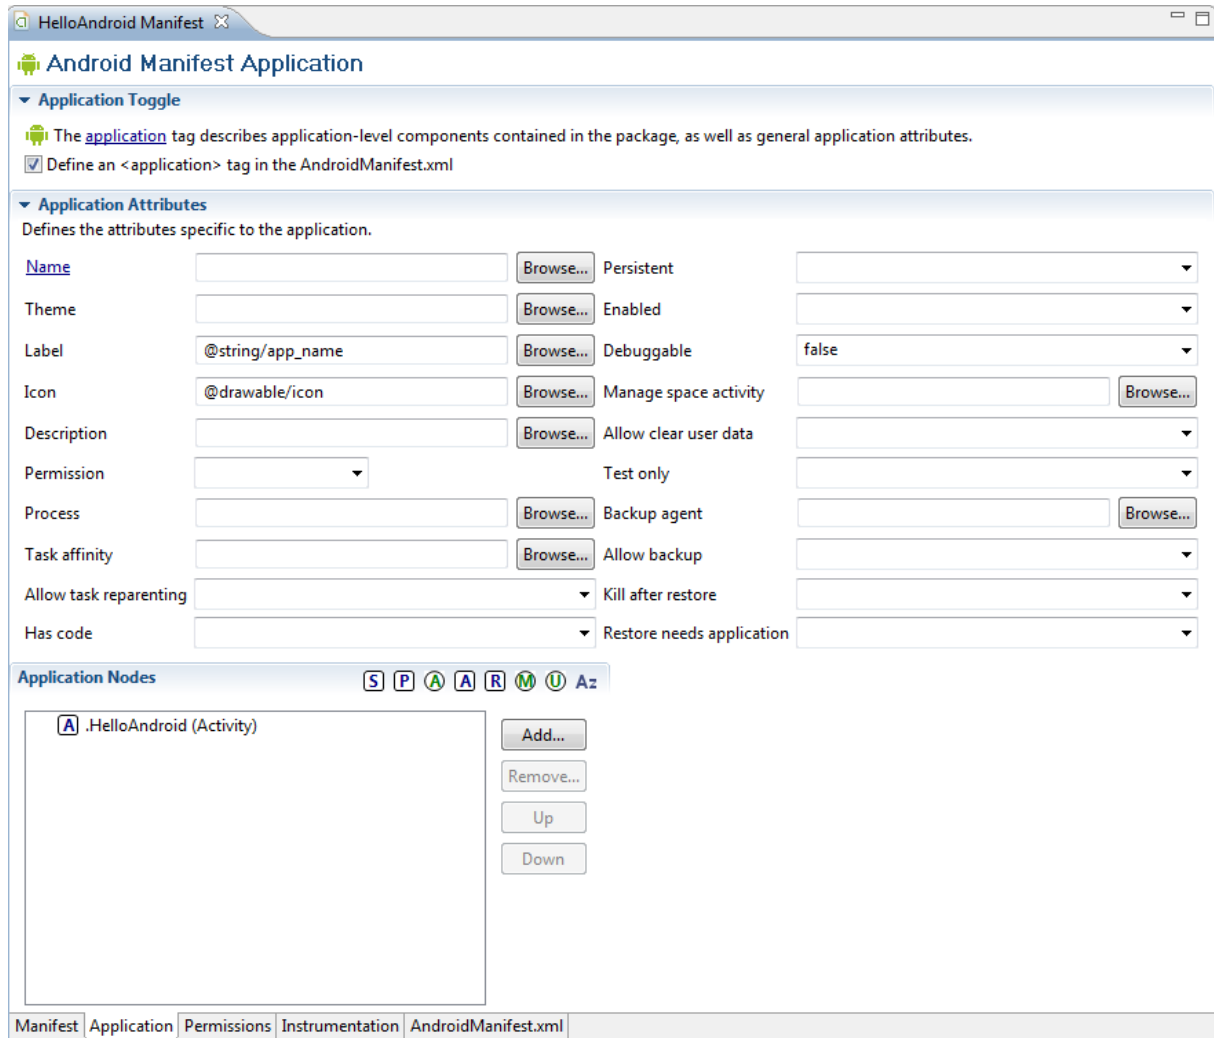 HelloAndroid Manifest
Android Manifest Application
Application Toggle
The application tag describes application-level components contained in the package, as well as general application attributes.
Define an <application> tag in the AndroidManifest.xml
Application Attributes
Defines the attributes specific to the application.
Name Browse... Persistent
Theme Browse... Enabled
Label @string/app_name Browse... Debuggable false
Icon @drawable/icon Browse... Manage space activity Browse...
Description Browse... Allow clear user data
Permission Test only
Process Browse... Backup agent Browse...
Task affinity Browse... Allow backup
Allow task reparenting Kill after restore
Has code Restore needs application
Application Nodes S P A A R M U Az
A .HelloAndroid (Activity) Add...
Remove...
Up
Down
Manifest Application Permissions Instrumentation AndroidManifest.xml